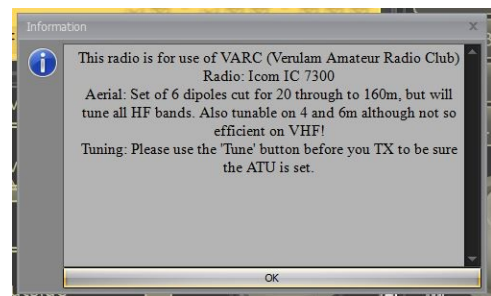 Information
This radio is for use of VARC (Verulam Amateur Radio Club)
Radio: Icom IC 7300
Aerial: Set of 6 dipoles cut for 20 through to 160m, but will
tune all HF bands. Also tunable on 4 and 6m although not so
efficient on VHF!
Tuning: Please use the 'Tune' button before you TX to be sure
the ATU is set.
OK